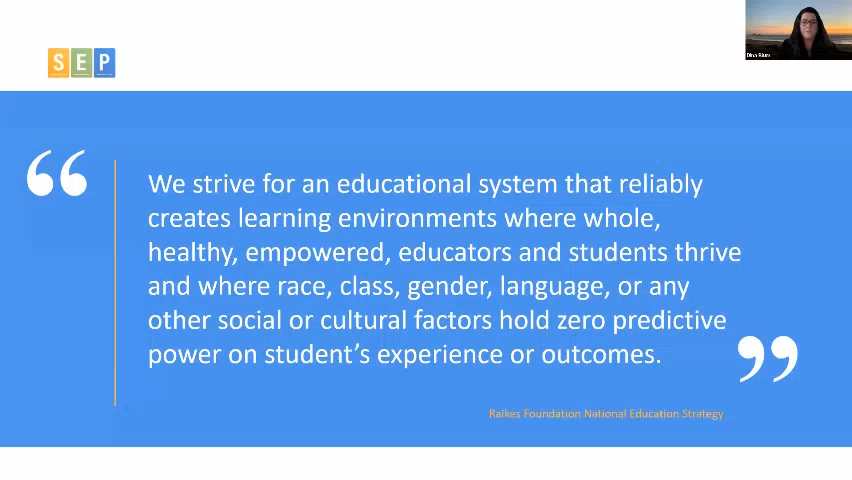 SEP
Dina Blum
“
We strive for an educational system that reliably
creates learning environments where whole,
healthy, empowered, educators and students thrive
and where race, class, gender, language, or any
other social or cultural factors hold zero predictive
power on student’s experience or outcomes.
”
Raikes Foundation National Education Strategy